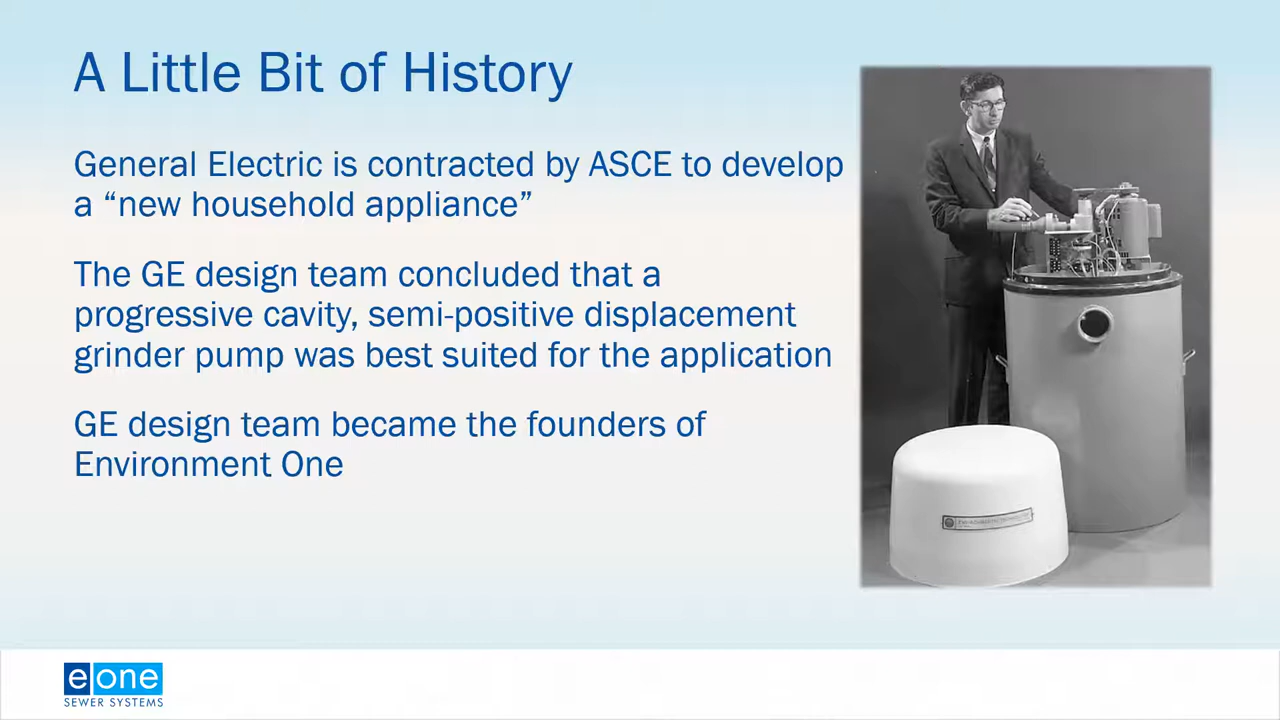 A Little Bit of History
General Electric is contracted by ASCE to develop
a “new household appliance”
The GE design team concluded that a
progressive cavity, semi-positive displacement
grinder pump was best suited for the application
GE design team became the founders of
Environment One
e one
SEWER SYSTEMS